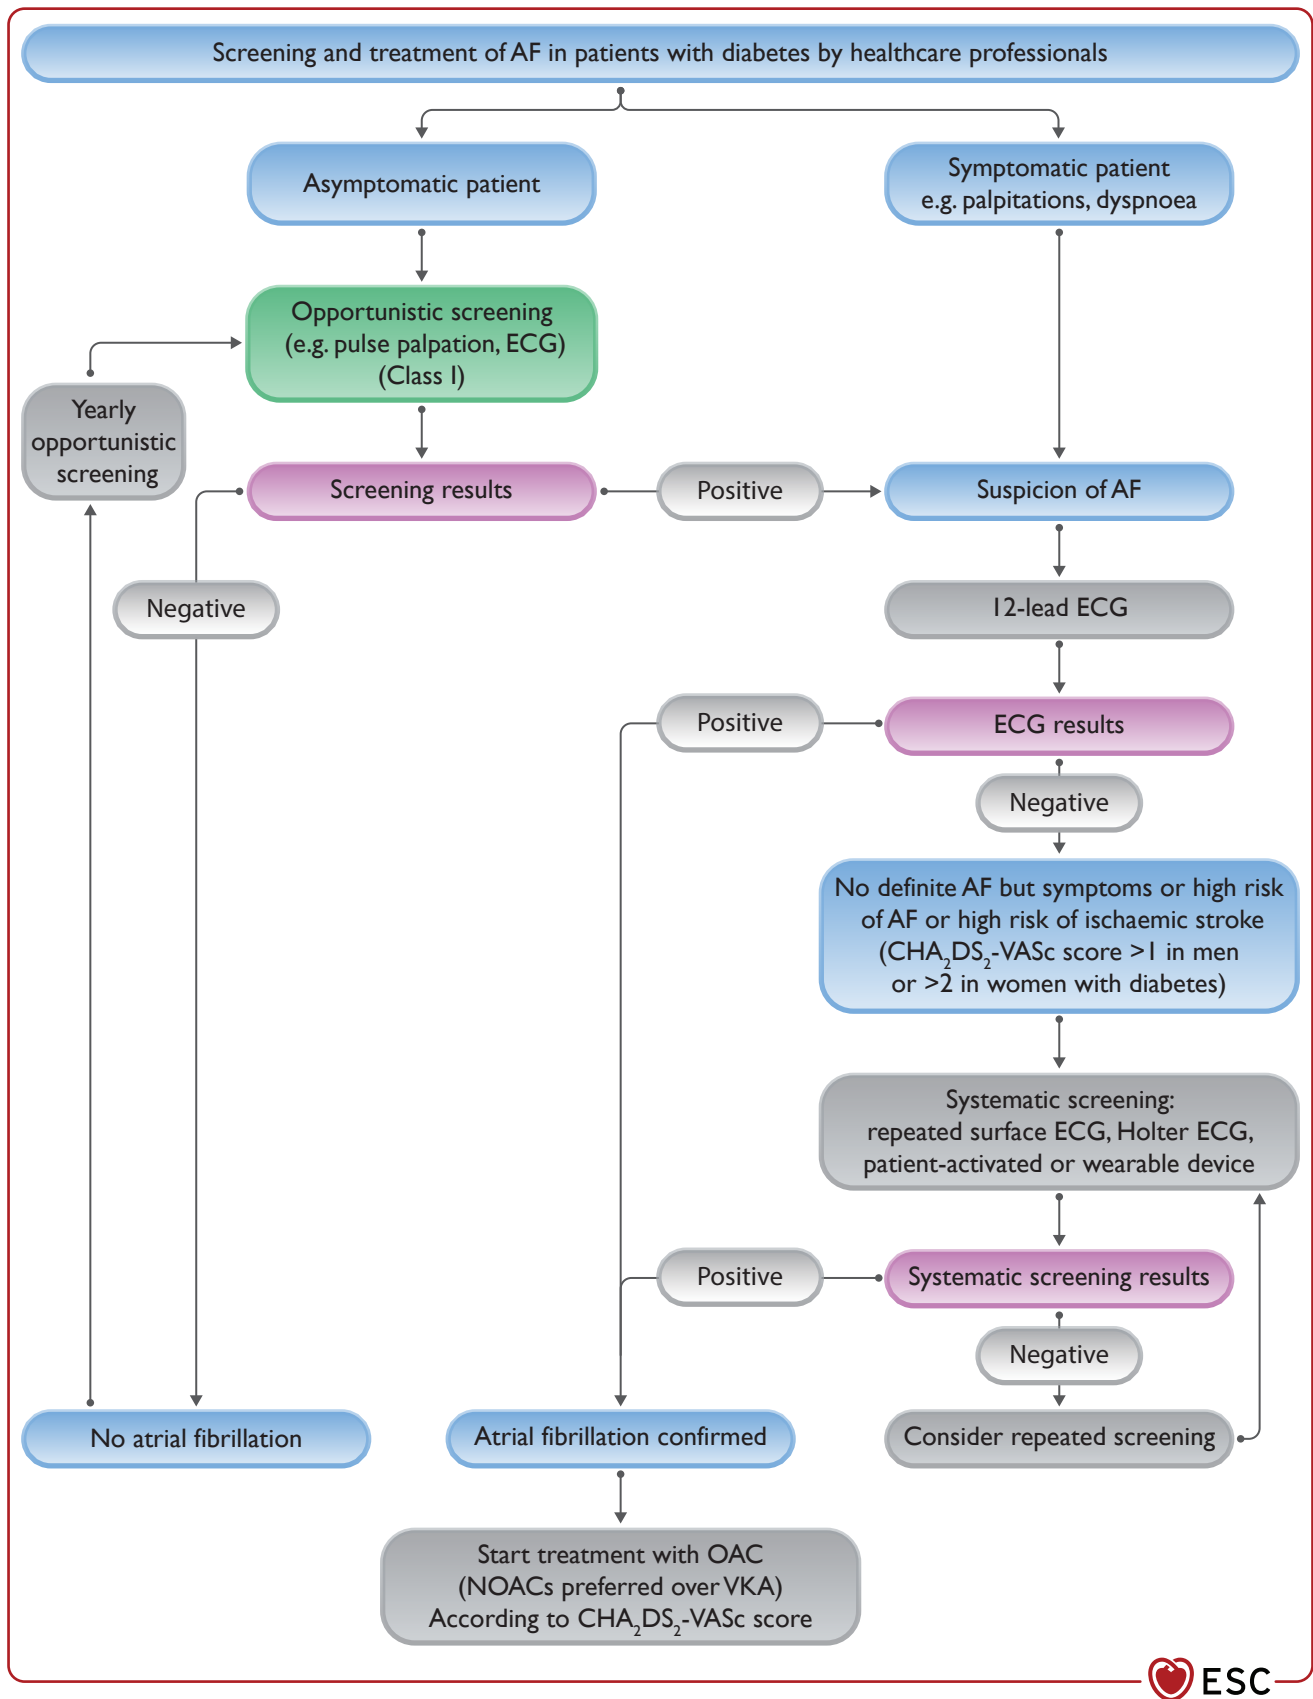 Screening and treatment of AF in patients with diabetes by healthcare professionals
Asymptomatic patient
Symptomatic patient
e.g. palpitations, dyspnoea
Opportunistic screening
(e.g. pulse palpation, ECG)
(Class I)
Yearly
opportunistic
screening
Screening results
Positive
Suspicion of AF
Negative
12-lead ECG
Positive
ECG results
Negative
No definite AF but symptoms or high risk
of AF or high risk of ischaemic stroke
(CHA₂DS₂-VASc score >1 in men
or >2 in women with diabetes)
Systematic screening:
repeated surface ECG, Holter ECG,
patient-activated or wearable device
Positive
Systematic screening results
Negative
No atrial fibrillation
Atrial fibrillation confirmed
Consider repeated screening
Start treatment with OAC
(NOACs preferred over VKA)
According to CHA₂DS₂-VASc score
ESC